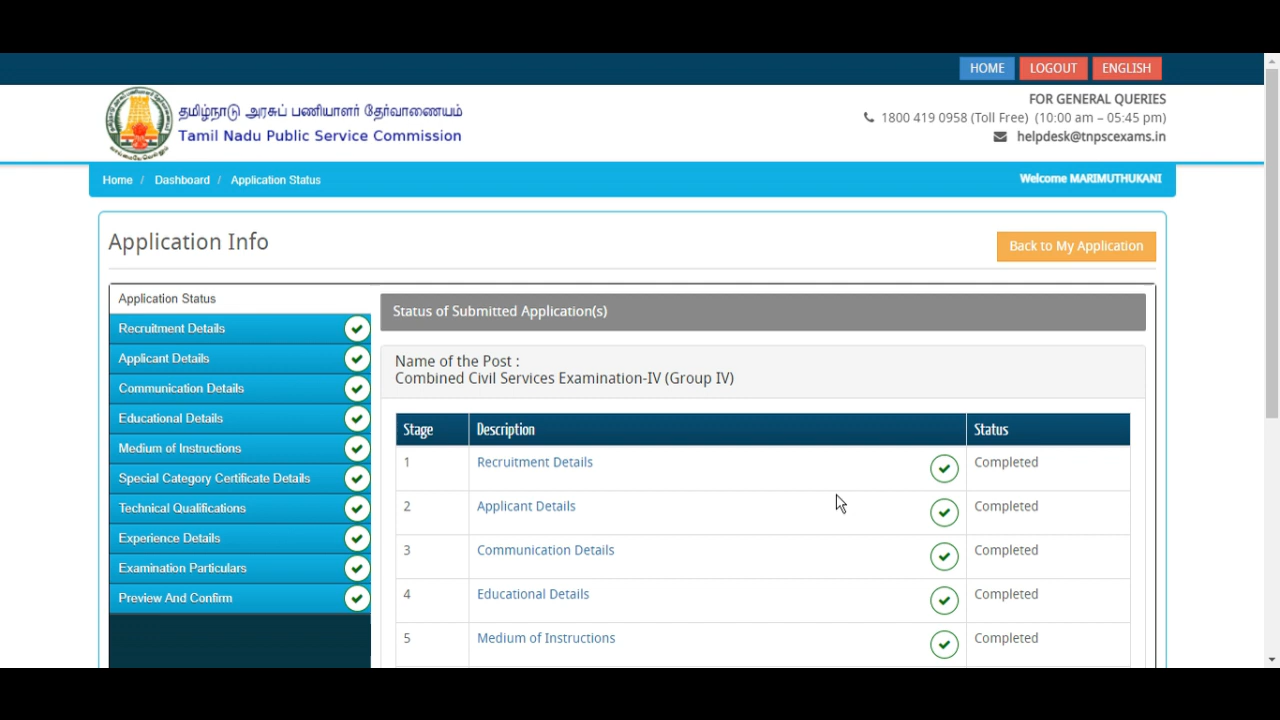 HOME LOGOUT ENGLISH
தமிழ்நாடு அரசுப் பணியாளர் தேர்வாணையம்
Tamil Nadu Public Service Commission
FOR GENERAL QUERIES
1800 419 0958 (Toll Free) (10:00 am – 05:45 pm)
helpdesk@tnpscexams.in
Home / Dashboard / Application Status
Welcome MARIMUTHUKANI
Application Info
Back to My Application
Application Status
Recruitment Details
Applicant Details
Communication Details
Educational Details
Medium of Instructions
Special Category Certificate Details
Technical Qualifications
Experience Details
Examination Particulars
Preview And Confirm
Status of Submitted Application(s)
Name of the Post :
Combined Civil Services Examination-IV (Group IV)
Stage Description Status
1 Recruitment Details Completed
2 Applicant Details Completed
3 Communication Details Completed
4 Educational Details Completed
5 Medium of Instructions Completed